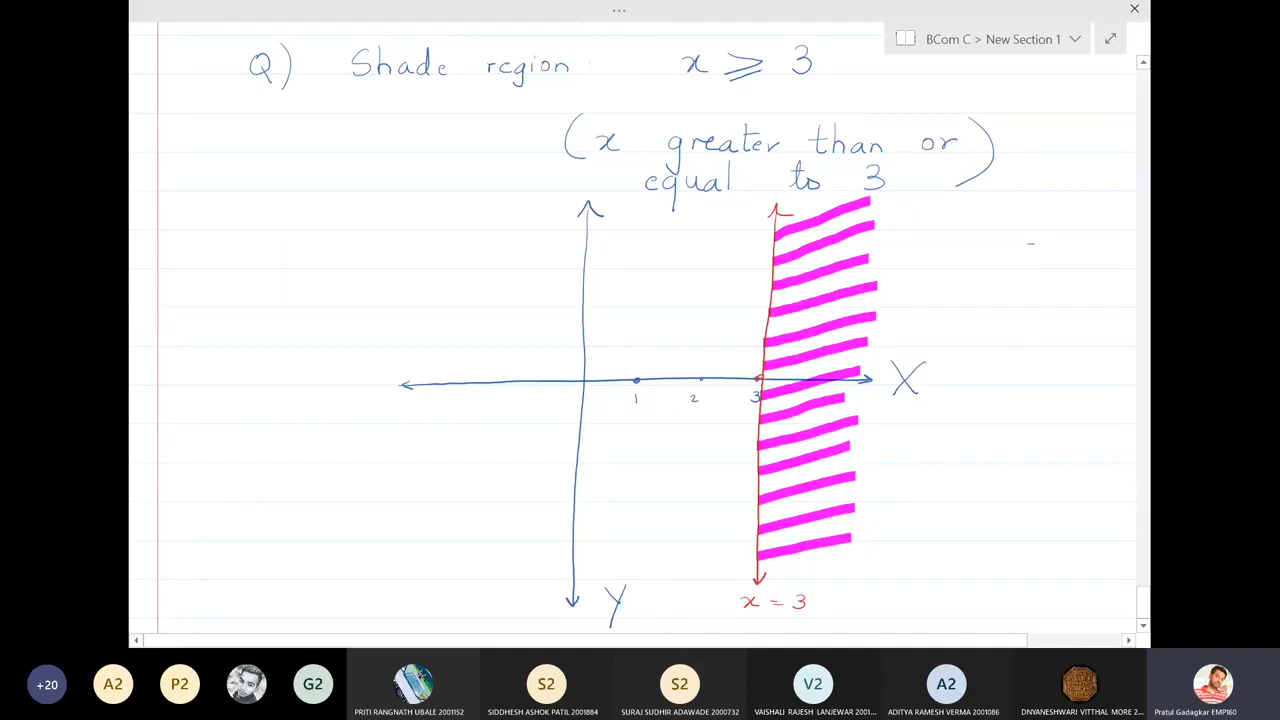 BCom C > New Section 1
Q) Shade region : x ⩾ 3
(x greater than or
equal to 3)
X
1 2 3
Y
x = 3
+20 A2 P2 G2 S2 S2 V2 A2
PRITI RANGNATH UBALE 2001152 SIDDHESH ASHOK PATIL 2001884 SURAJ SUDHIR ADAWADE 2000732 VAISHALI RAJESH LANJEWAR 2001... ADITYA RAMESH VERMA 2001086 DNYANESHWARI VITTHAL MORE 2... Pratul Gadagkar EMP160